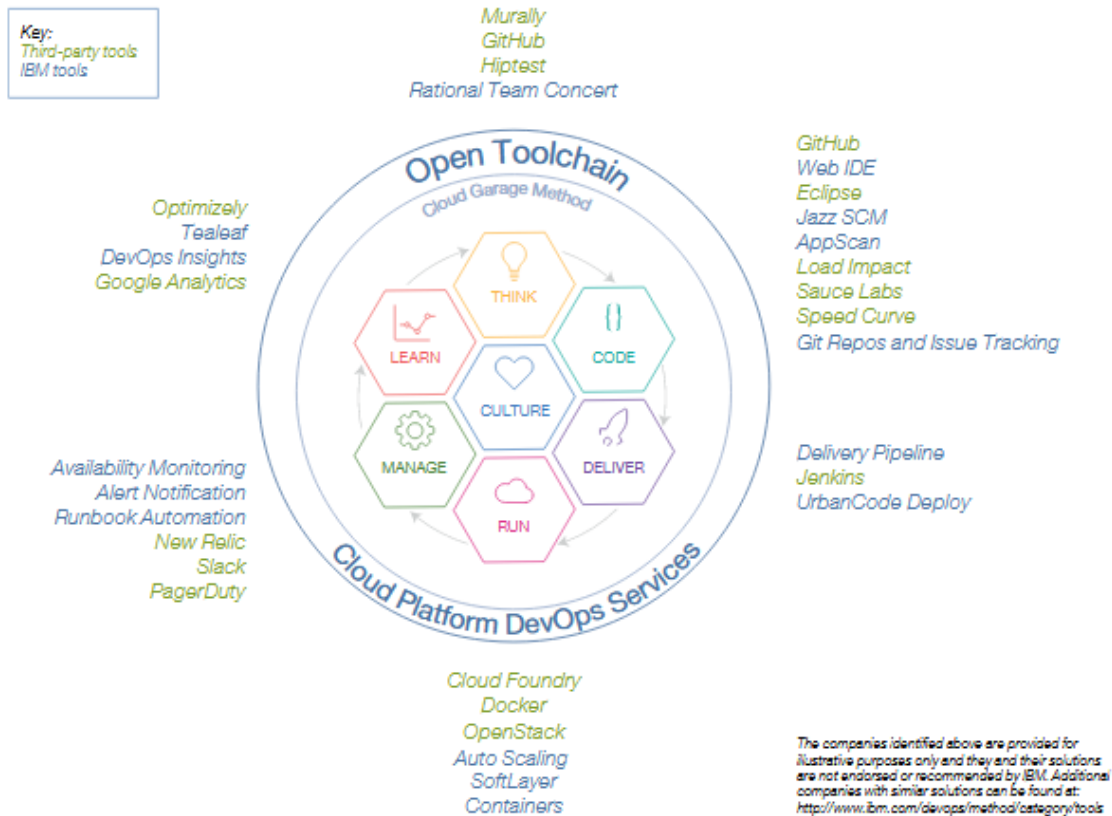 Key:
Third-party tools
IBM tools
Murally
GitHub
Hiptest
Rational Team Concert
Open Toolchain
Cloud Garage Method
GitHub
Web IDE
Eclipse
Jazz SCM
AppScan
Load Impact
Sauce Labs
Speed Curve
Git Repos and Issue Tracking
Optimizely
Tealeaf
DevOps Insights
Google Analytics
THINK
LEARN
CODE
CULTURE
MANAGE
DELIVER
RUN
Availability Monitoring
Alert Notification
Runbook Automation
New Relic
Slack
PagerDuty
Delivery Pipeline
Jenkins
UrbanCode Deploy
Cloud Platform DevOps Services
Cloud Foundry
Docker
OpenStack
Auto Scaling
SoftLayer
Containers
The companies identified above are provided for
illustrative purposes only and they and their solutions
are not endorsed or recommended by IBM. Additional
companies with similar solutions can be found at:
http://www.ibm.com/devops/method/category/tools